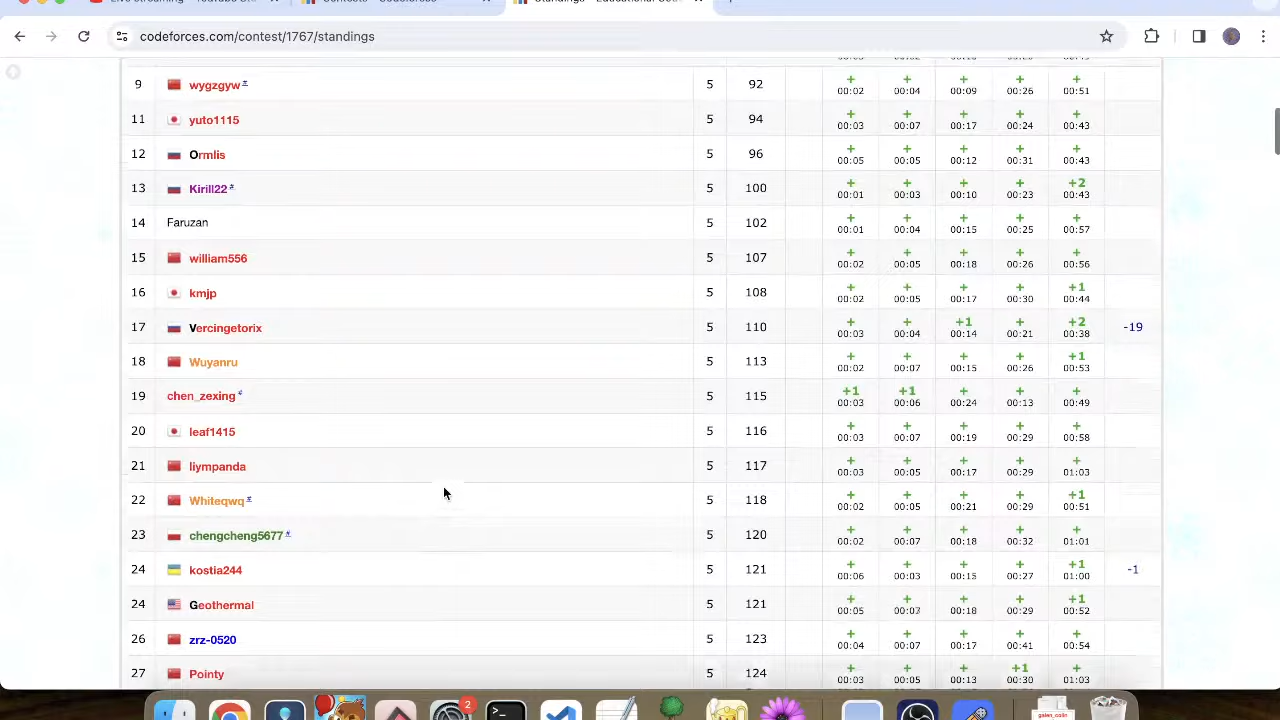 codeforces.com/contest/1767/standings
9 wygzgyw # 5 92 + + + + +
00:02 00:04 00:09 00:26 00:51
11 yuto1115 5 94 + + + + +
00:03 00:07 00:17 00:24 00:43
12 Ormlis 5 96 + + + + +
00:05 00:05 00:12 00:31 00:43
13 Kirill22 # 5 100 + + + + +2
00:01 00:03 00:10 00:23 00:43
14 Faruzan 5 102 + + + + +
00:01 00:04 00:15 00:25 00:57
15 william556 5 107 + + + + +
00:02 00:05 00:18 00:26 00:56
16 kmjp 5 108 + + + + +1
00:02 00:05 00:17 00:30 00:44
17 Vercingetorix 5 110 + + +1 + +2 -19
00:03 00:04 00:14 00:21 00:38
18 Wuyanru 5 113 + + + + +1
00:02 00:07 00:15 00:26 00:53
19 chen_zexing # 5 115 +1 +1 + + +
00:03 00:06 00:24 00:13 00:49
20 leaf1415 5 116 + + + + +
00:03 00:07 00:19 00:29 00:58
21 liympanda 5 117 + + + + +
00:03 00:05 00:17 00:29 01:03
22 Whiteqwq # 5 118 + + + + +1
00:02 00:05 00:21 00:29 00:51
23 chengcheng5677 # 5 120 + + + + +
00:02 00:07 00:18 00:32 01:01
24 kostia244 5 121 + + + + +1 -1
00:06 00:03 00:15 00:27 01:00
24 Geothermal 5 121 + + + + +1
00:05 00:07 00:18 00:29 00:52
26 zrz-0520 5 123 + + + + +
00:04 00:07 00:17 00:41 00:54
27 Pointy 5 124 + + + +1 +
00:03 00:05 00:13 00:30 01:03
2
galen_colin